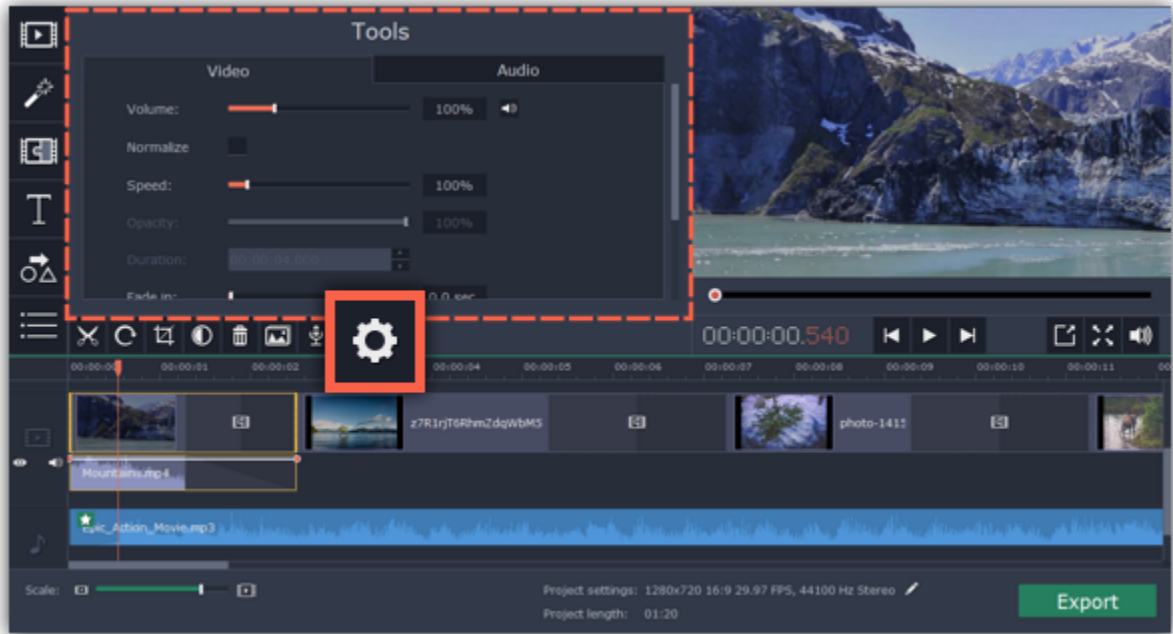 Tools
Video Audio
Volume: 100%
Normalize
Speed: 100%
Opacity: 100%
Duration: 00:00:04.000
Fade in: 0.0 sec
T
00:00:00.540
00:00:00 00:00:01 00:00:02 00:00:04 00:00:05 00:00:06 00:00:07 00:00:08 00:00:09 00:00:10 00:00:11 00
z7R1rjT6RhmZdqWbM5 photo-1415
Mountains.mp4
Epic_Action_Movie.mp3
Scale: Project settings: 1280x720 16:9 29.97 FPS, 44100 Hz Stereo
Project length: 01:20
Export